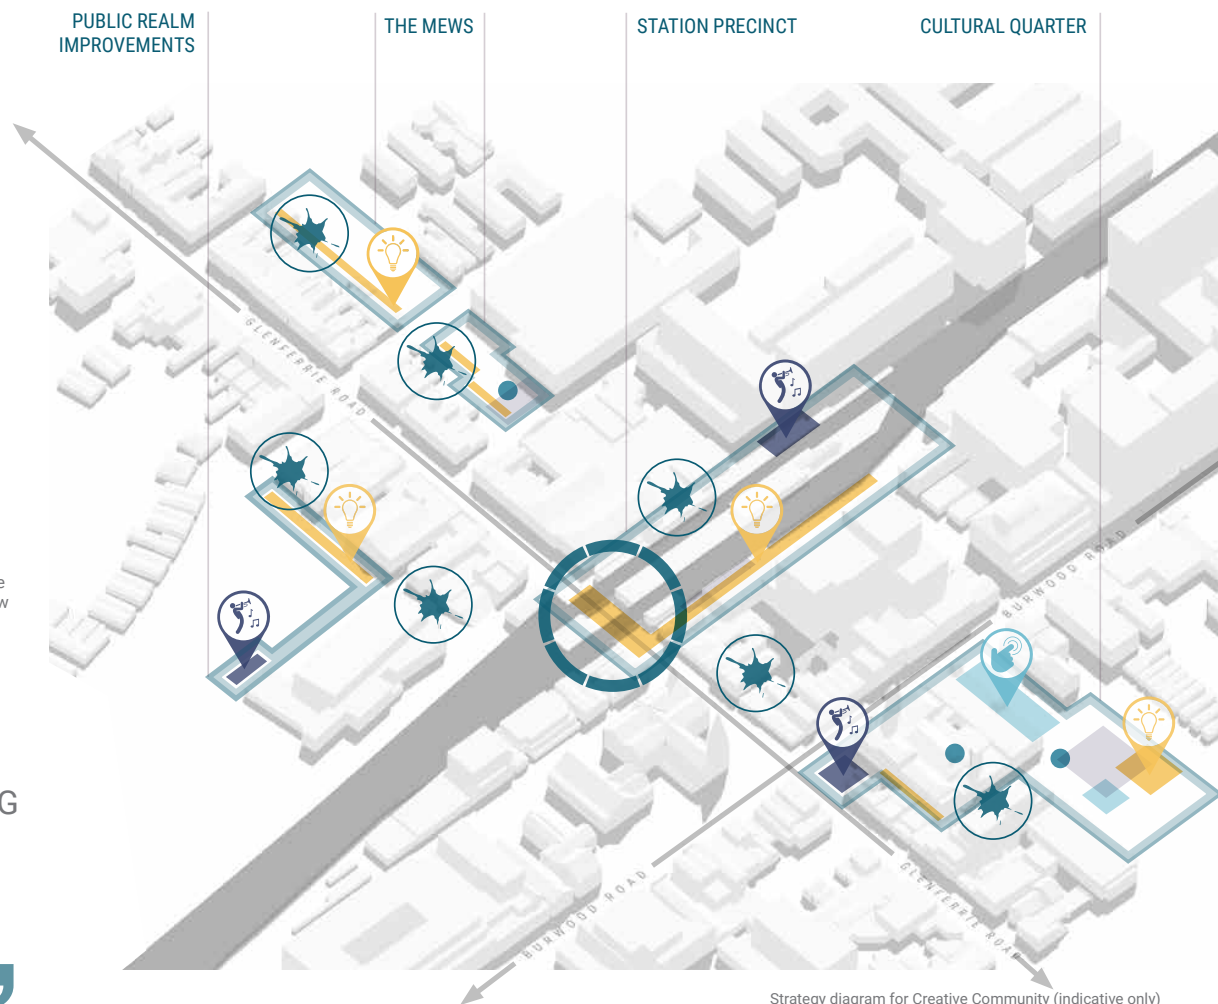 PUBLIC REALM
IMPROVEMENTS
THE MEWS
STATION PRECINCT
CULTURAL QUARTER
GLENFERRIE ROAD
BURWOOD ROAD
e
w
G
BURWOOD ROAD
GLENFERRIE ROAD
Strategy diagram for Creative Community (indicative only)